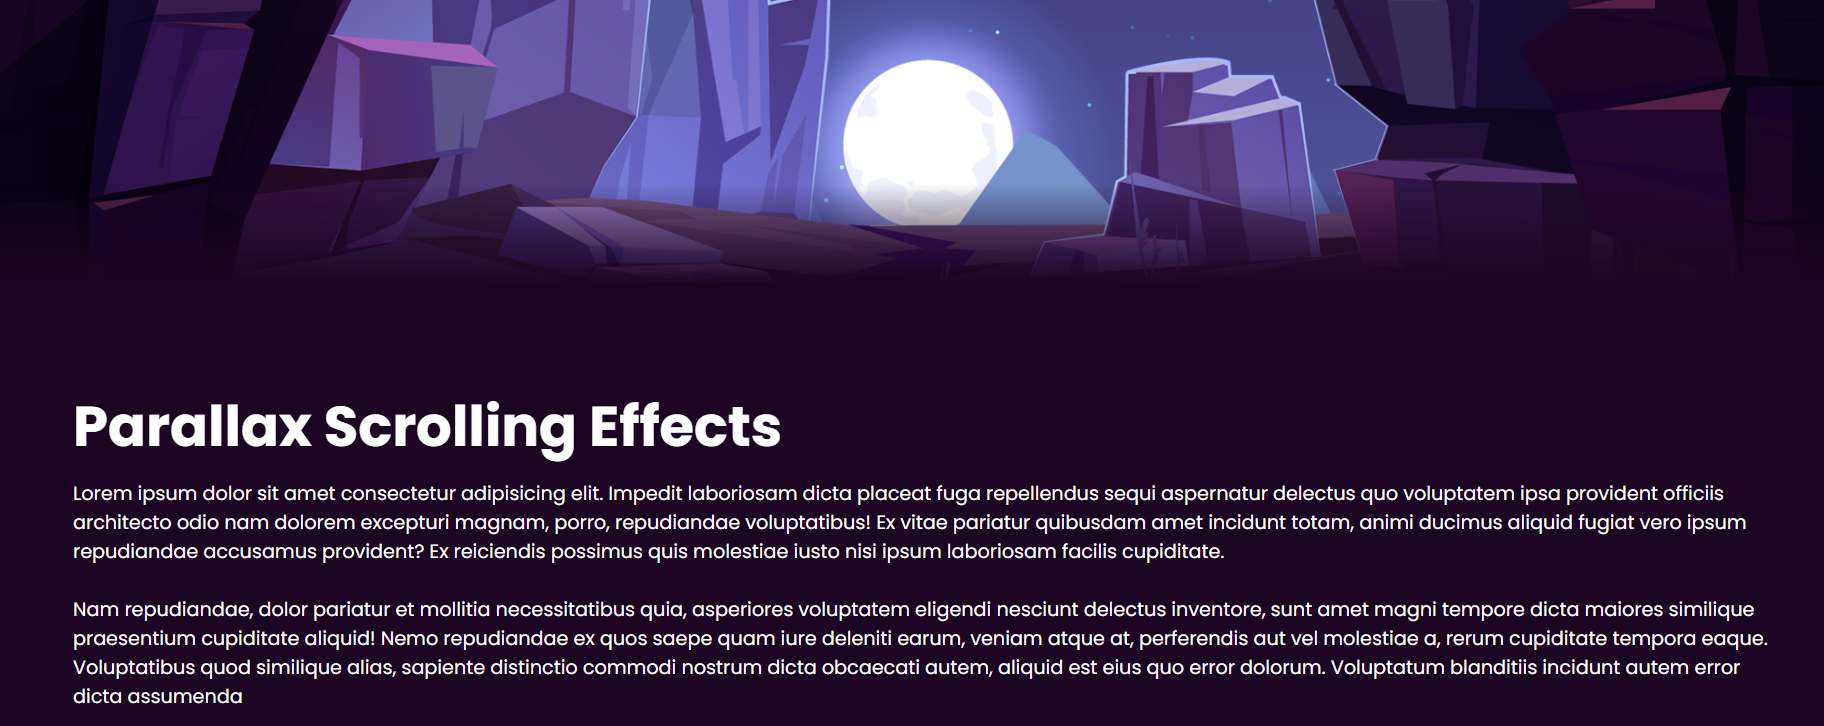 Parallax Scrolling Effects
Lorem ipsum dolor sit amet consectetur adipisicing elit. Impedit laboriosam dicta placeat fuga repellendus sequi aspernatur delectus quo voluptatem ipsa provident officiis
architecto odio nam dolorem excepturi magnam, porro, repudiandae voluptatibus! Ex vitae pariatur quibusdam amet incidunt totam, animi ducimus aliquid fugiat vero ipsum
repudiandae accusamus provident? Ex reiciendis possimus quis molestiae iusto nisi ipsum laboriosam facilis cupiditate.
Nam repudiandae, dolor pariatur et mollitia necessitatibus quia, asperiores voluptatem eligendi nesciunt delectus inventore, sunt amet magni tempore dicta maiores similique
praesentium cupiditate aliquid! Nemo repudiandae ex quos saepe quam iure deleniti earum, veniam atque at, perferendis aut vel molestiae a, rerum cupiditate tempora eaque.
Voluptatibus quod similique alias, sapiente distinctio commodi nostrum dicta obcaecati autem, aliquid est eius quo error dolorum. Voluptatum blanditiis incidunt autem error
dicta assumenda